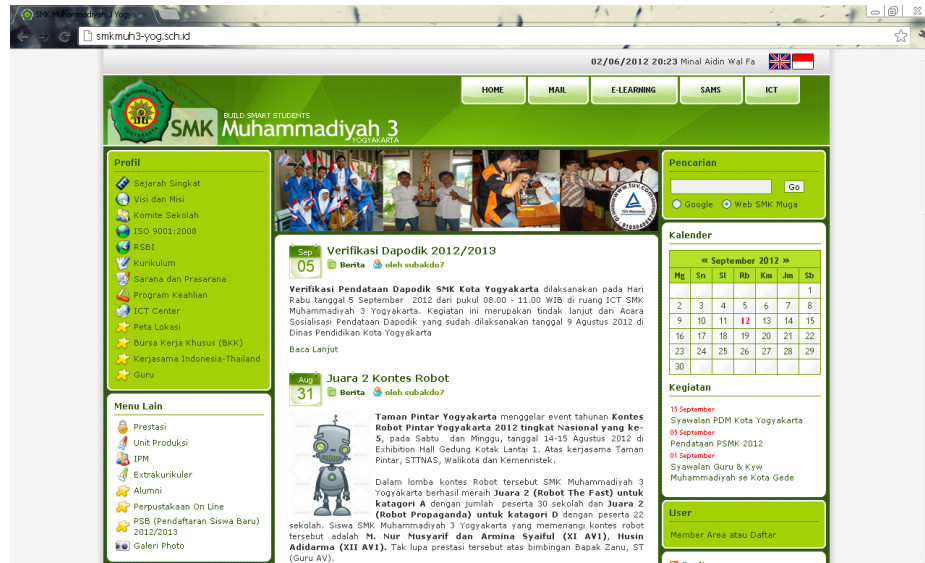 SMK Muhammadiyah 3 Yogya
smkmuh3-yog.sch.id
02/06/2012 20:23 Minal Aidin Wal Fa
HOME MAIL E-LEARNING SAMS ICT
BUILD SMART STUDENTS
SMK Muhammadiyah 3
YOGYAKARTA
Profil
Sejarah Singkat
Visi dan Misi
Komite Sekolah
ISO 9001:2008
RSBI
Kurikulum
Sarana dan Prasarana
Program Keahlian
ICT Center
Peta Lokasi
Bursa Kerja Khusus (BKK)
Kerjasama Indonesia-Thailand
Guru
Menu Lain
Prestasi
Unit Produksi
IPM
Extrakurikuler
Alumni
Perpustakaan On Line
PSB (Pendaftaran Siswa Baru)
2012/2013
Galeri Photo
www.tuv.com
Sep
05
Verifikasi Dapodik 2012/2013
Berita oleh subakdo7
Verifikasi Pendataan Dapodik SMK Kota Yogyakarta dilaksanakan pada Hari
Rabu tanggal 5 September 2012 dari pukul 08.00 - 11.00 WIB di ruang ICT SMK
Muhammadiyah 3 Yogyakarta. Kegiatan ini merupakan tindak lanjut dari Acara
Sosialisasi Pendataan Dapodik yang sudah dilaksanakan tanggal 9 Agustus 2012 di
Dinas Pendidikan Kota Yogyakarta
Baca Lanjut
Aug
31
Juara 2 Kontes Robot
Berita oleh subakdo7
Taman Pintar Yogyakarta menggelar event tahunan Kontes
Robot Pintar Yogyakarta 2012 tingkat Nasional yang ke-
5, pada Sabtu dan Minggu, tanggal 14-15 Agustus 2012 di
Exhibition Hall Gedung Kotak Lantai 1. Atas kerjasama Taman
Pintar, STTNAS, Walikota dan Kemenristek.
Dalam lomba kontes Robot tersebut SMK Muhammadiyah 3
Yogyakarta berhasil meraih Juara 2 (Robot The Fast) untuk
katagori A dengan jumlah peserta 30 sekolah dan Juara 2
(Robot Propaganda) untuk katagori D dengan peserta 22
sekolah. Siswa SMK Muhammadiyah 3 Yogyakarta yang memenangi kontes robot
tersebut adalah M. Nur Musyarif dan Armina Syaiful (XI AV1), Husin
Adidarma (XII AV1). Tak lupa prestasi tersebut atas bimbingan Bapak Zanu, ST
(Guru AV).
Pencarian
Go
Google Web SMK Muga
Kalender
« September 2012 »
Mg Sn Sl Rb Km Jm Sb
1
2 3 4 5 6 7 8
9 10 11 12 13 14 15
16 17 18 19 20 21 22
23 24 25 26 27 28 29
30
Kegiatan
15 September
Syawalan PDM Kota Yogyakarta
05 September
Pendataan PSMK 2012
01 September
Syawalan Guru & Kyw
Muhammadiyah se Kota Gede
User
Member Area atau Daftar